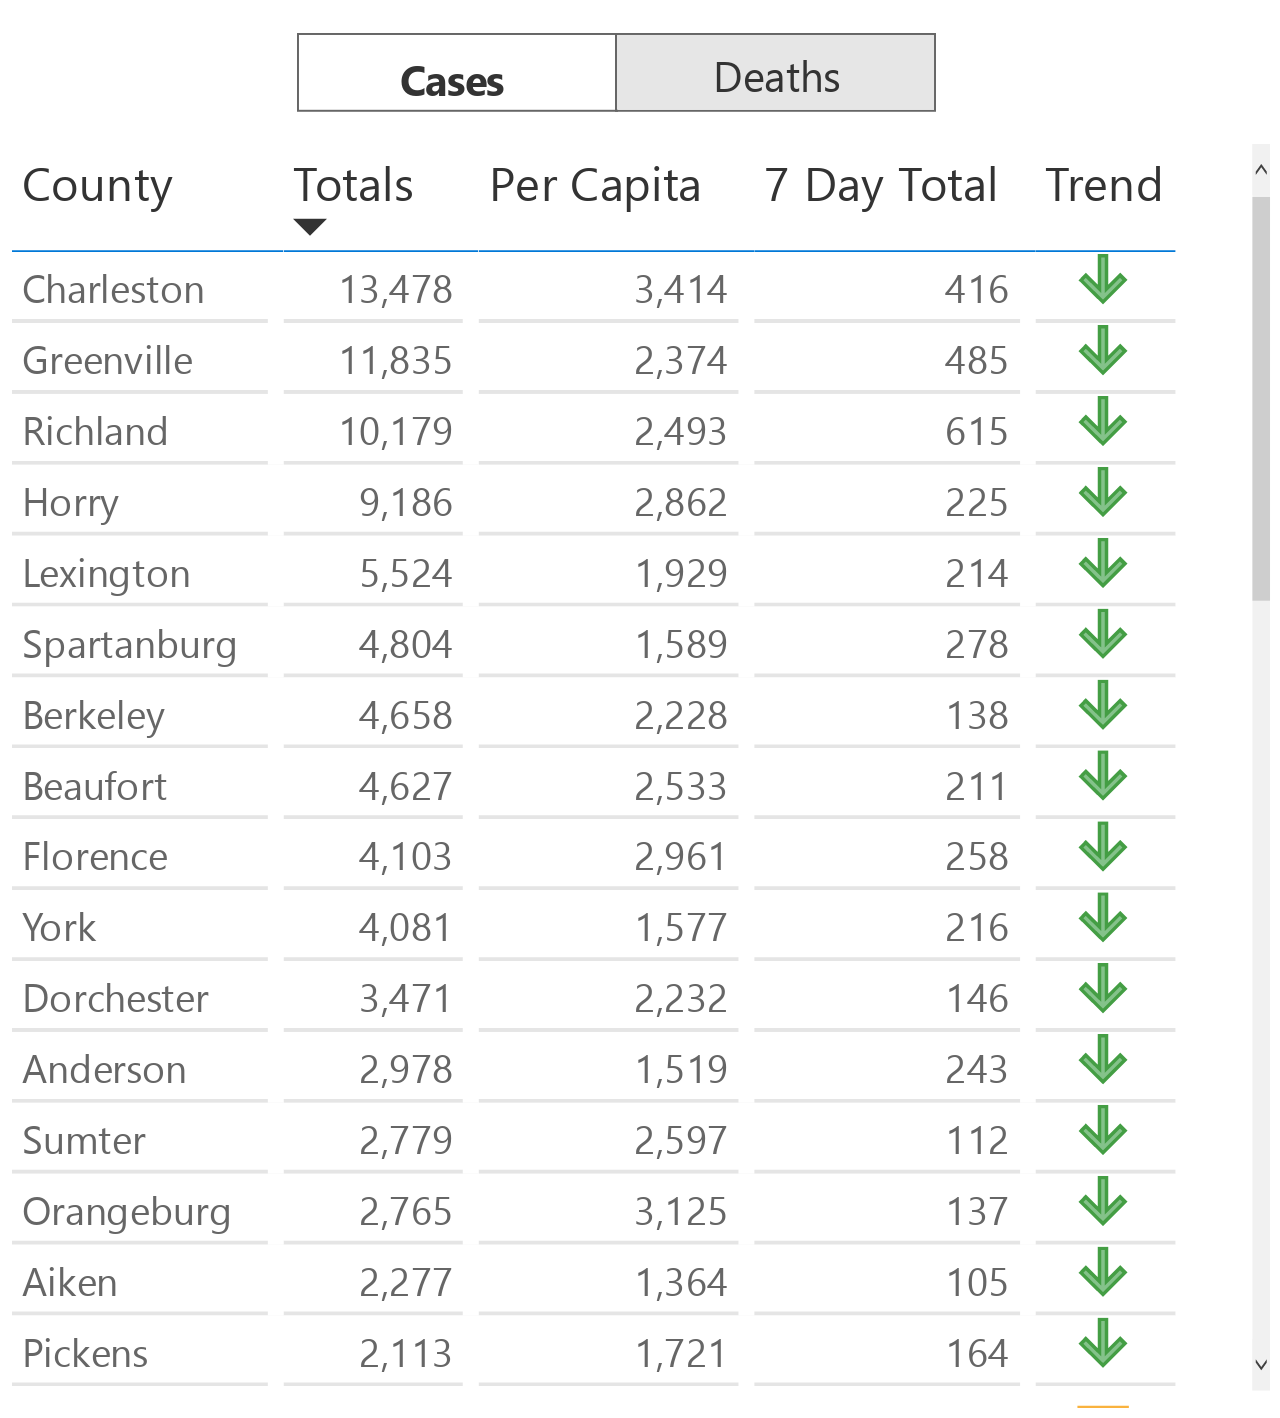 Cases Deaths
County Totals Per Capita 7 Day Total Trend
Charleston 13,478 3,414 416
Greenville 11,835 2,374 485
Richland 10,179 2,493 615
Horry 9,186 2,862 225
Lexington 5,524 1,929 214
Spartanburg 4,804 1,589 278
Berkeley 4,658 2,228 138
Beaufort 4,627 2,533 211
Florence 4,103 2,961 258
York 4,081 1,577 216
Dorchester 3,471 2,232 146
Anderson 2,978 1,519 243
Sumter 2,779 2,597 112
Orangeburg 2,765 3,125 137
Aiken 2,277 1,364 105
Pickens 2,113 1,721 164